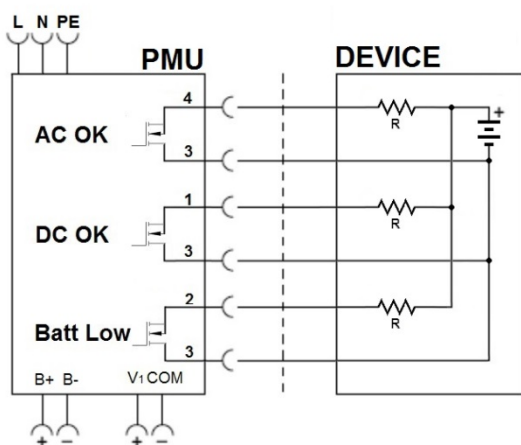 L N PE
PMU
DEVICE
4
R
+
AC OK
3
1
R
DC OK
3
2
R
Batt Low
3
B+ B- V1 COM
+ − + −